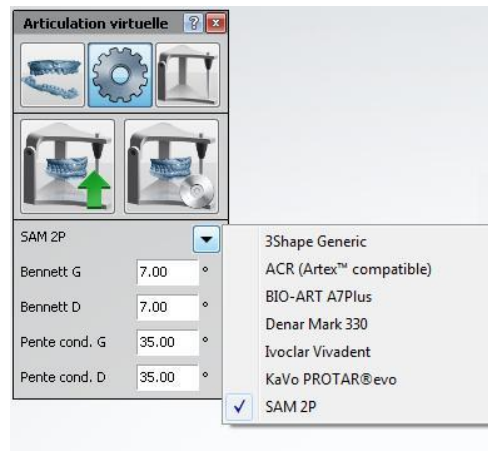 Articulation virtuelle ? x
SAM 2P
Bennett G 7.00 °
Bennett D 7.00 °
Pente cond. G 35.00 °
Pente cond. D 35.00 °
3Shape Generic
ACR (Artex™ compatible)
BIO-ART A7Plus
Denar Mark 330
Ivoclar Vivadent
KaVo PROTAR®evo
✓ SAM 2P